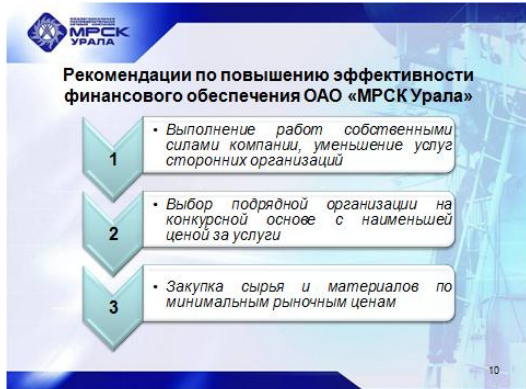 МРСК
УРАЛА
Рекомендации по повышению эффективности
финансового обеспечения ОАО «МРСК Урала»
1
• Выполнение работ собственными
силами компании, уменьшение услуг
сторонних организаций
2
• Выбор подрядной организации на
конкурсной основе с наименьшей
ценой за услуги
3
• Закупка сырья и материалов по
минимальным рыночным ценам
10